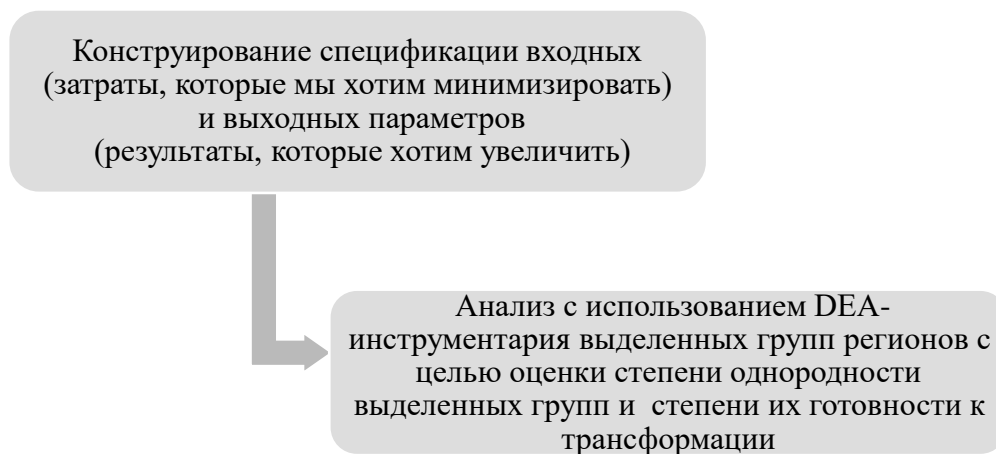 Конструирование спецификации входных
(затраты, которые мы хотим минимизировать)
и выходных параметров
(результаты, которые хотим увеличить)
Анализ с использованием DEA-
инструментария выделенных групп регионов с
целью оценки степени однородности
выделенных групп и степени их готовности к
трансформации